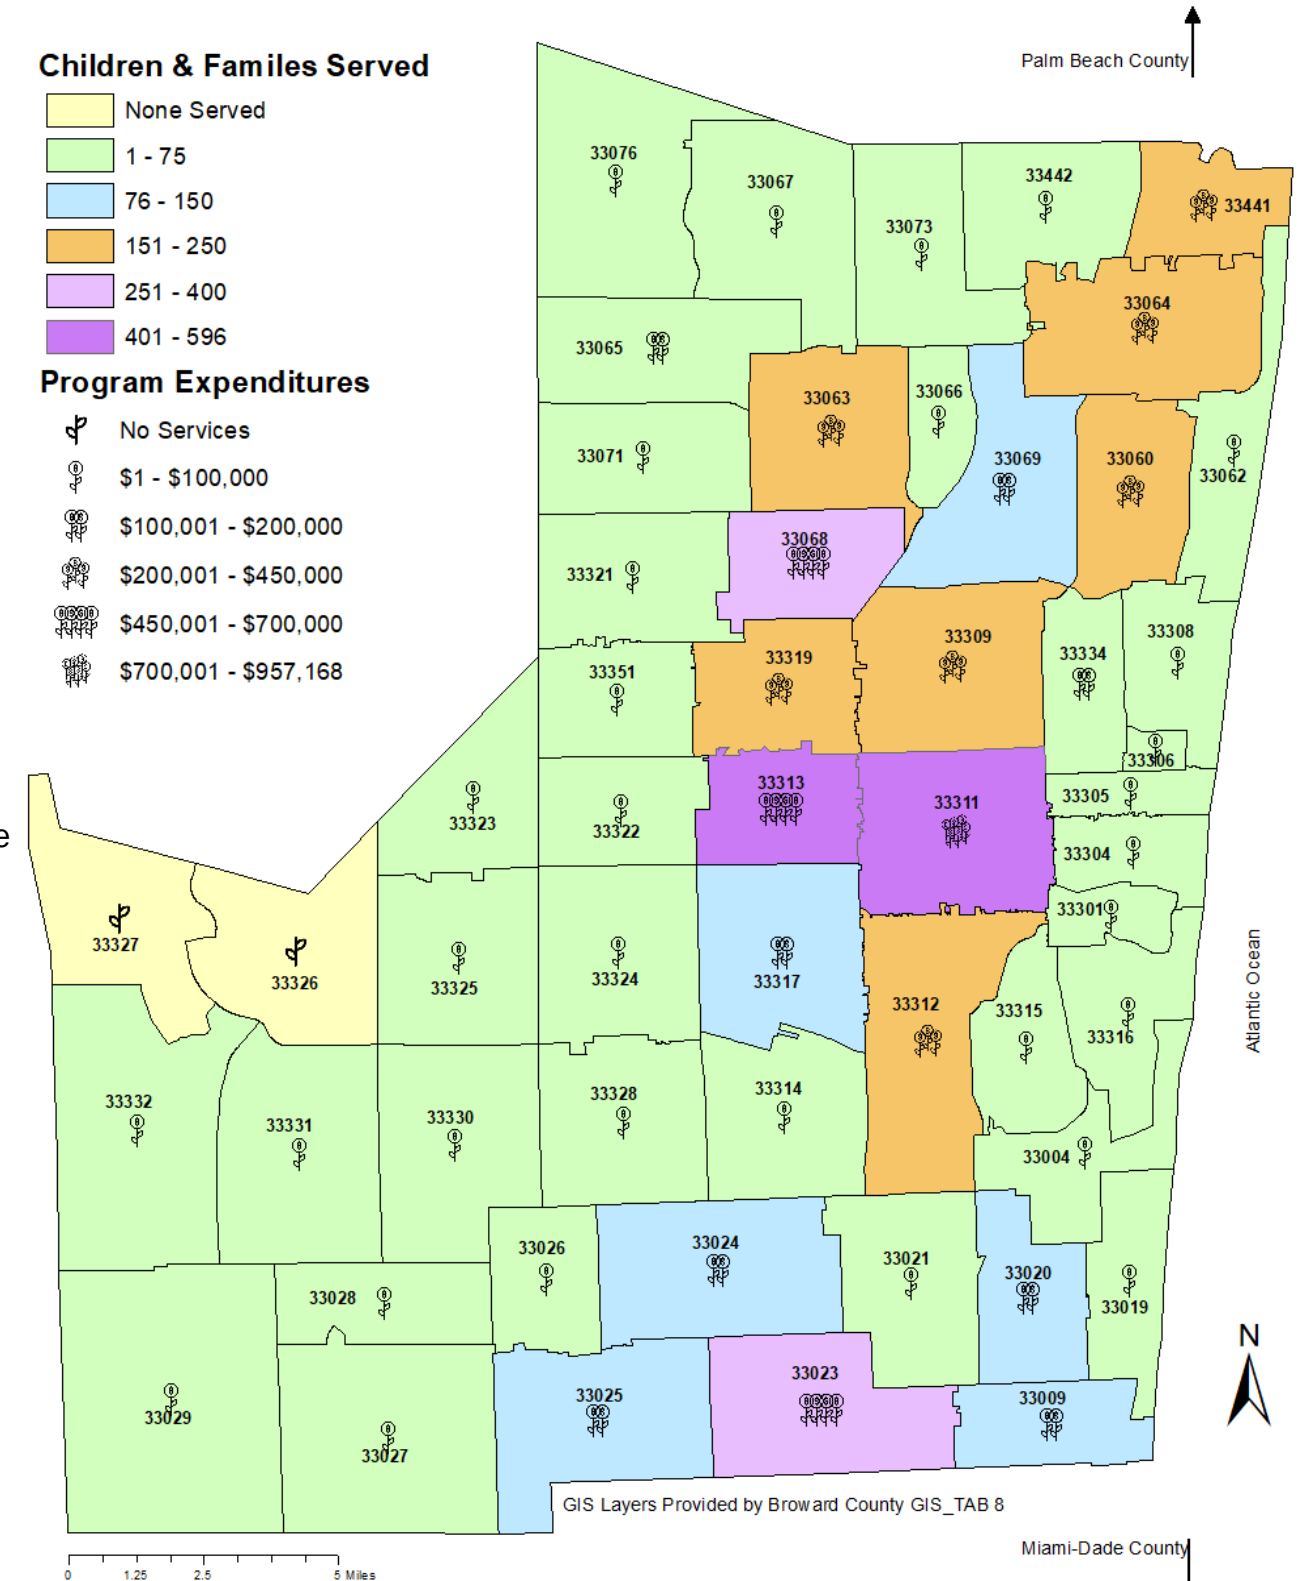 Palm Beach County
Children & Familes Served
None Served
1 - 75
76 - 150
151 - 250
251 - 400
401 - 596
Program Expenditures
No Services
$1 - $100,000
$100,001 - $200,000
$200,001 - $450,000
$450,001 - $700,000
$700,001 - $957,168
33076
33067
33442
33441
33073
33064
33065
33063
33066
33071
33069
33060
33062
33068
33321
33308
33309
33334
33319
33351
33306
33313
33305
33311
33323
33322
33304
33301
e
33327
33326
33325
33324
33317
33312
33315
33316
Atlantic Ocean
33332
33331
33330
33328
33314
33004
33026
33024
33021
33020
33028
33019
33029
33027
33025
33023
33009
N
GIS Layers Provided by Broward County GIS_TAB 8
Miami-Dade County
0 1.25 2.5 5 Miles